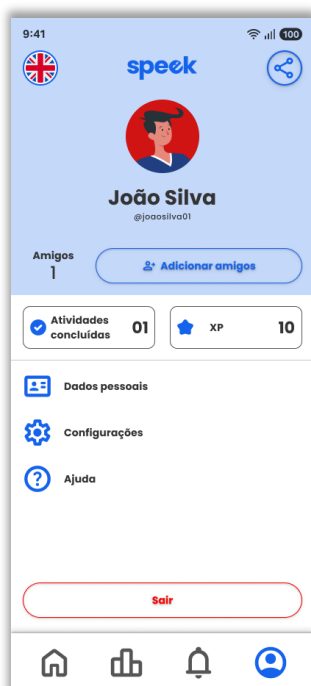 9:41
100
speek
João Silva
@joaosilva01
Amigos
1
Adicionar amigos
Atividades
concluídas
01
XP
10
Dados pessoais
Configurações
Ajuda
Sair